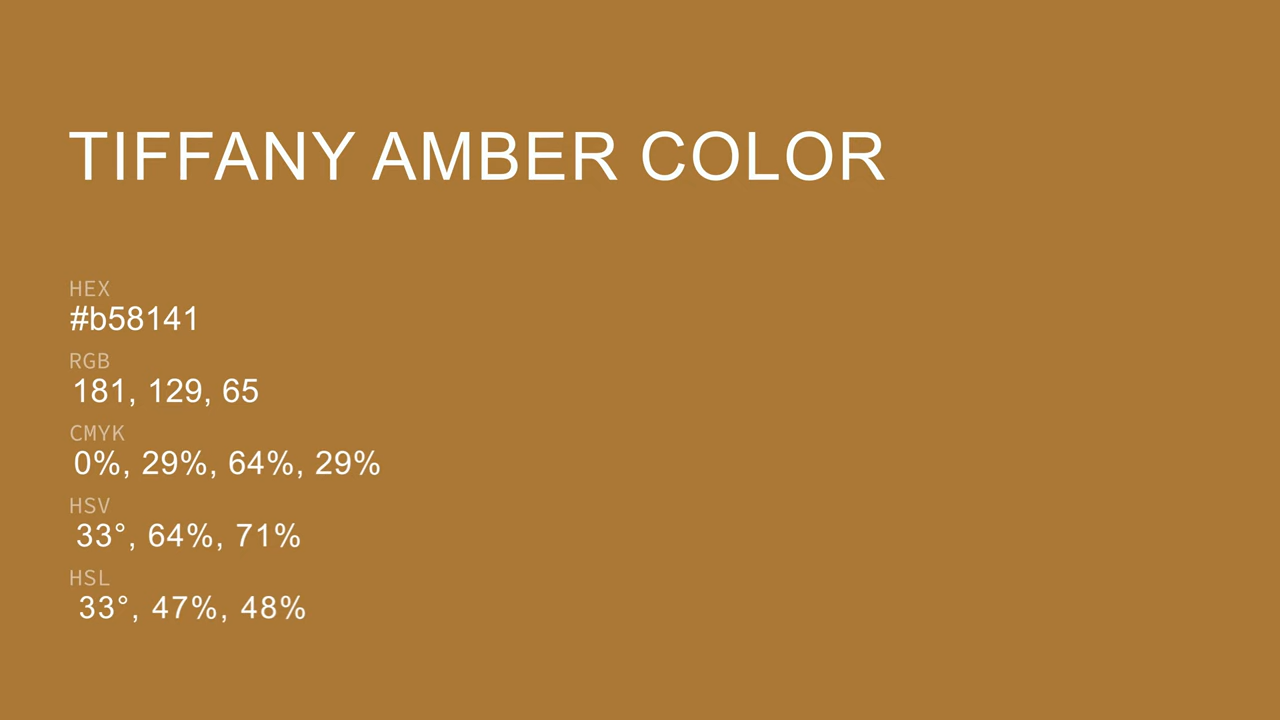 TIFFANY AMBER COLOR
HEX
#b58141
RGB
181, 129, 65
CMYK
0%, 29%, 64%, 29%
HSV
33°, 64%, 71%
HSL
33°, 47%, 48%